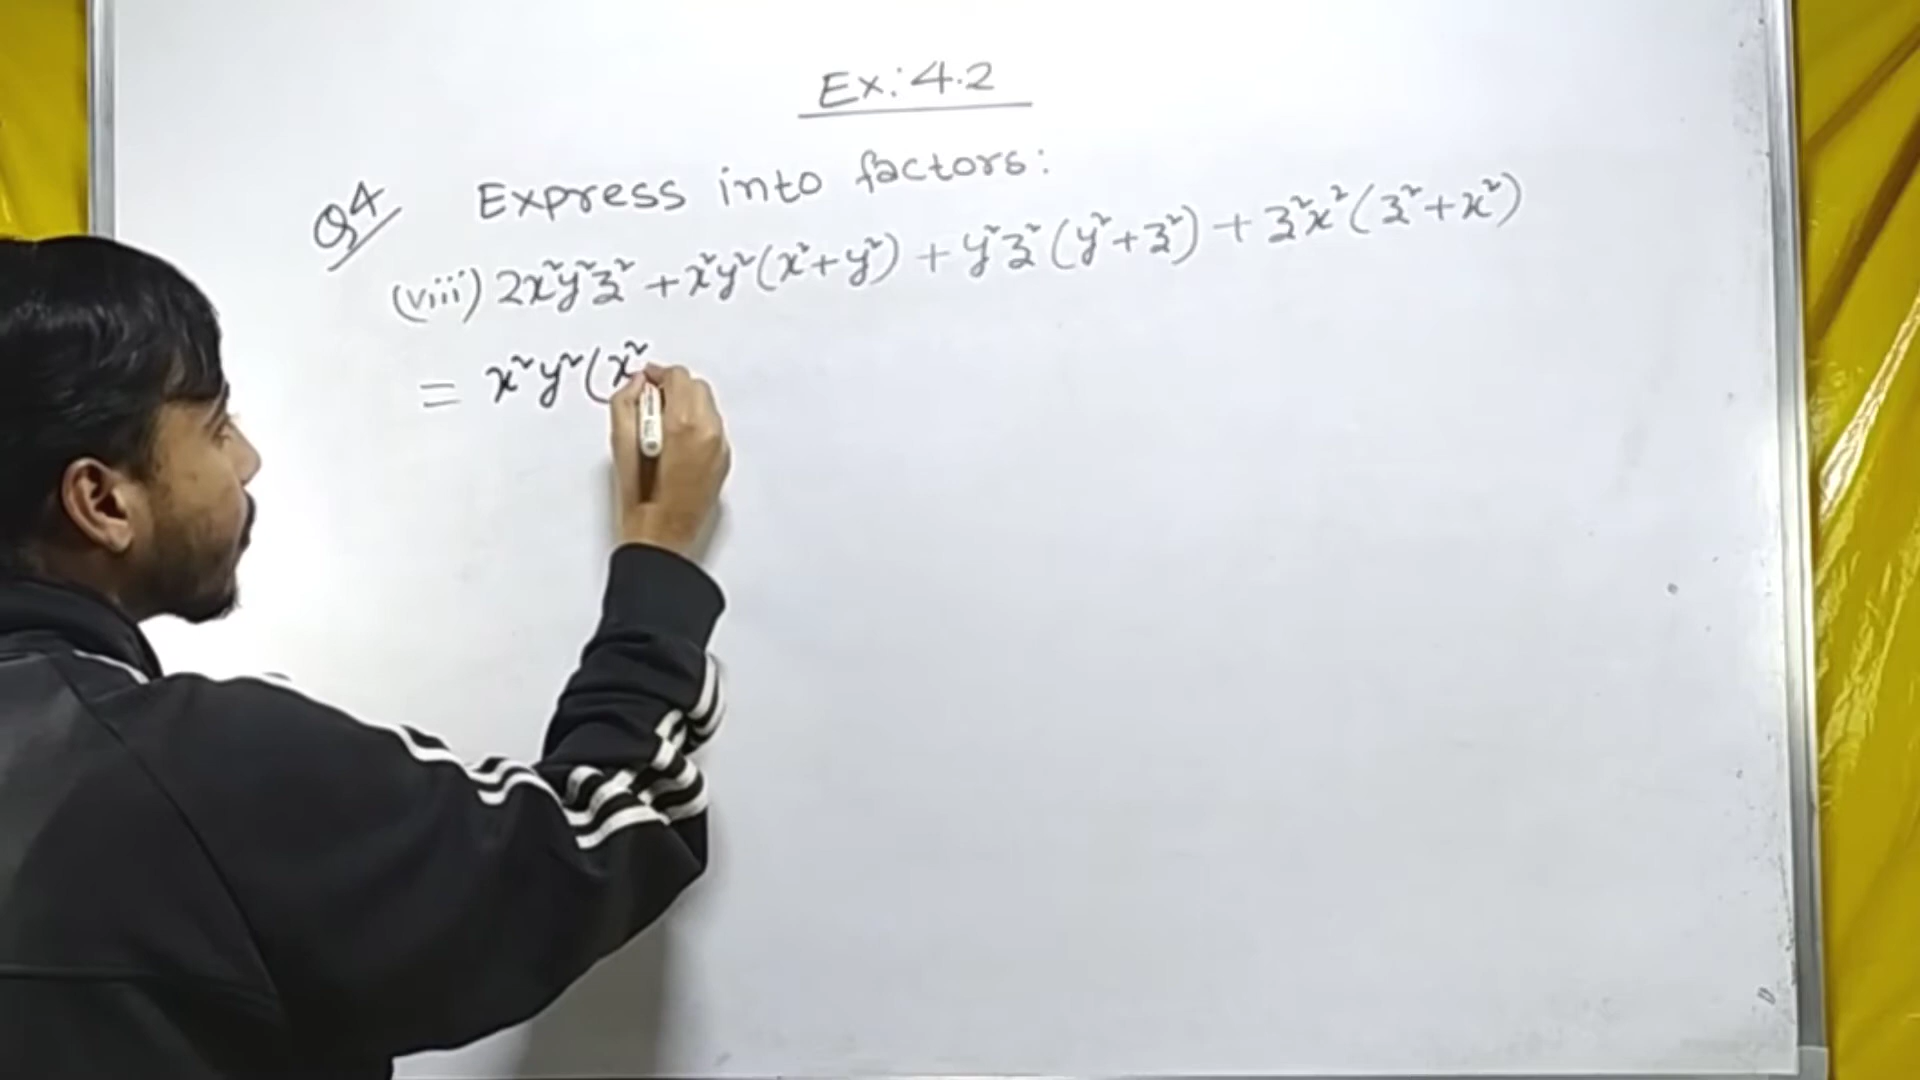 Ex: 4.2
Q4 Express into factors:
(viii) 2x²y²z² + x²y²(x²+y²) + y²z²(y²+z²) + z²x²(z²+x²)
= x²y²(x²